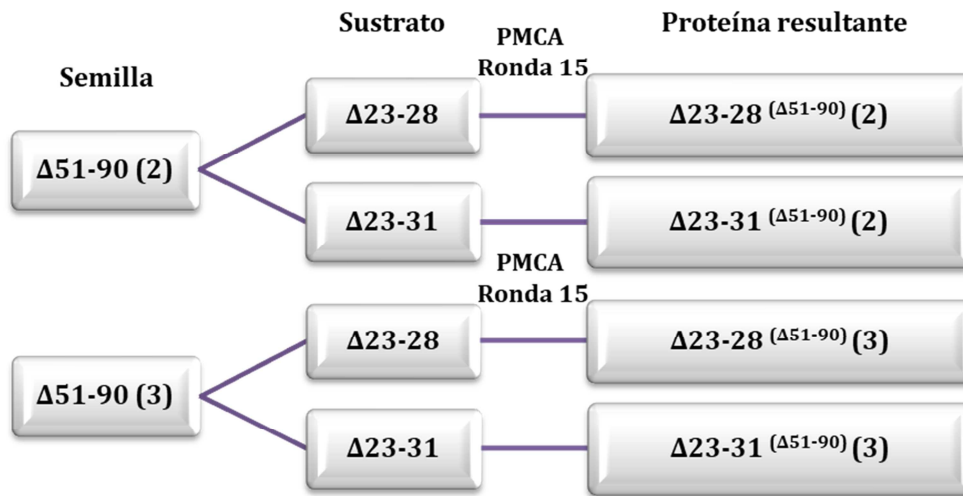 Semilla
Sustrato
PMCA
Ronda 15
Proteína resultante
Δ51-90 (2)
Δ23-28
Δ23-28 (Δ51-90) (2)
Δ23-31
Δ23-31 (Δ51-90) (2)
PMCA
Ronda 15
Δ51-90 (3)
Δ23-28
Δ23-28 (Δ51-90) (3)
Δ23-31
Δ23-31 (Δ51-90) (3)